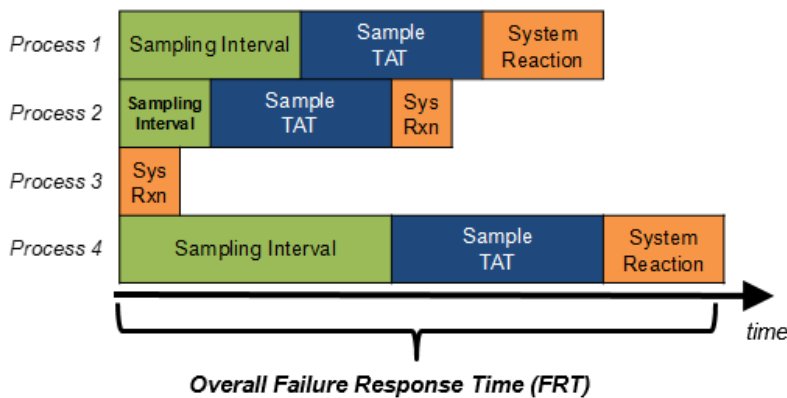 Process 1
Sampling Interval
Sample
TAT
System
Reaction
Process 2
Sampling
Interval
Sample
TAT
Sys
Rxn
Process 3
Sys
Rxn
Process 4
Sampling Interval
Sample
TAT
System
Reaction
time
Overall Failure Response Time (FRT)